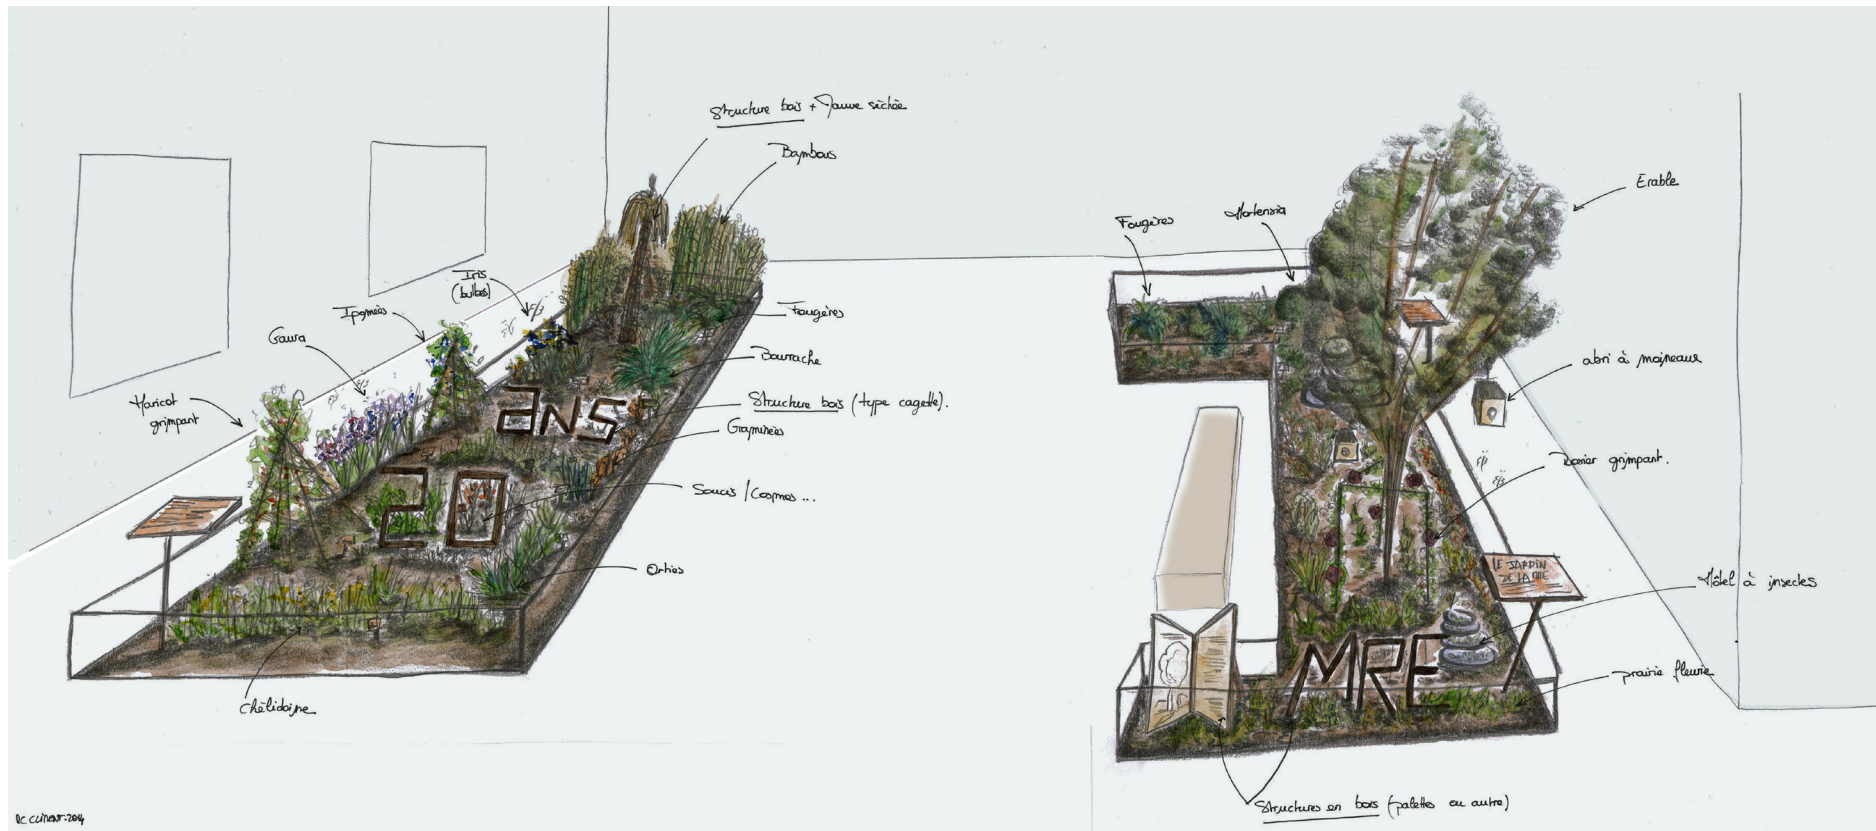 Structure bois + Mauve séchée
Bambous
Iris
(bulbes)
Ipomées
Gaura
Haricot
grimpant
Fougères
Bourrache
Structure bois (type cagette).
Graminées
Soucis / Cosmos ...
Orties
Chélidoine
ans
20
Fougères
Hortensia
Erable
abri à moineaux
Rosier grimpant.
LE JARDIN
DE LA MRE
Hôtel à insectes
MRE
prairie fleurie
Structures en bois (palettes ou autre)